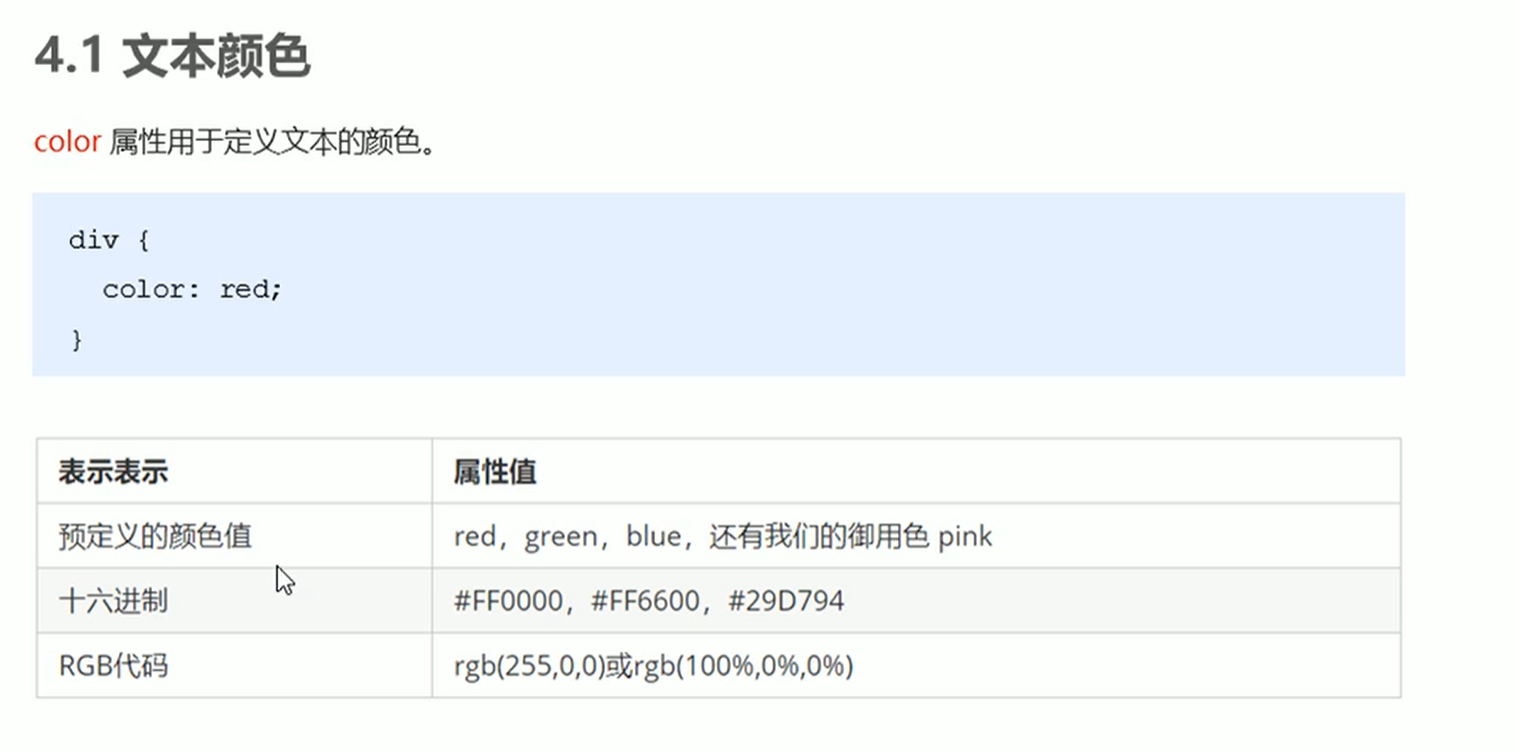 4.1 文本颜色
color 属性用于定义文本的颜色。
div {
  color: red;
}
表示表示 属性值
预定义的颜色值 red，green，blue，还有我们的御用色 pink
十六进制 #FF0000，#FF6600，#29D794
RGB代码 rgb(255,0,0)或rgb(100%,0%,0%)